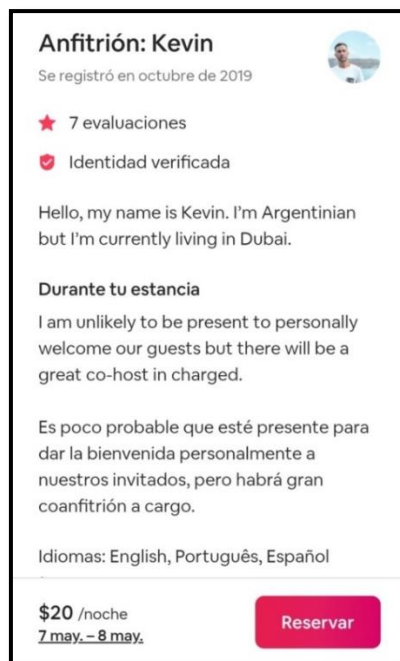 Anfitrión: Kevin
Se registró en octubre de 2019
7 evaluaciones
Identidad verificada
Hello, my name is Kevin. I'm Argentinian
but I'm currently living in Dubai.
Durante tu estancia
I am unlikely to be present to personally
welcome our guests but there will be a
great co-host in charged.
Es poco probable que esté presente para
dar la bienvenida personalmente a
nuestros invitados, pero habrá gran
coanfitrión a cargo.
Idiomas: English, Português, Español
$20 /noche
7 may. – 8 may.
Reservar